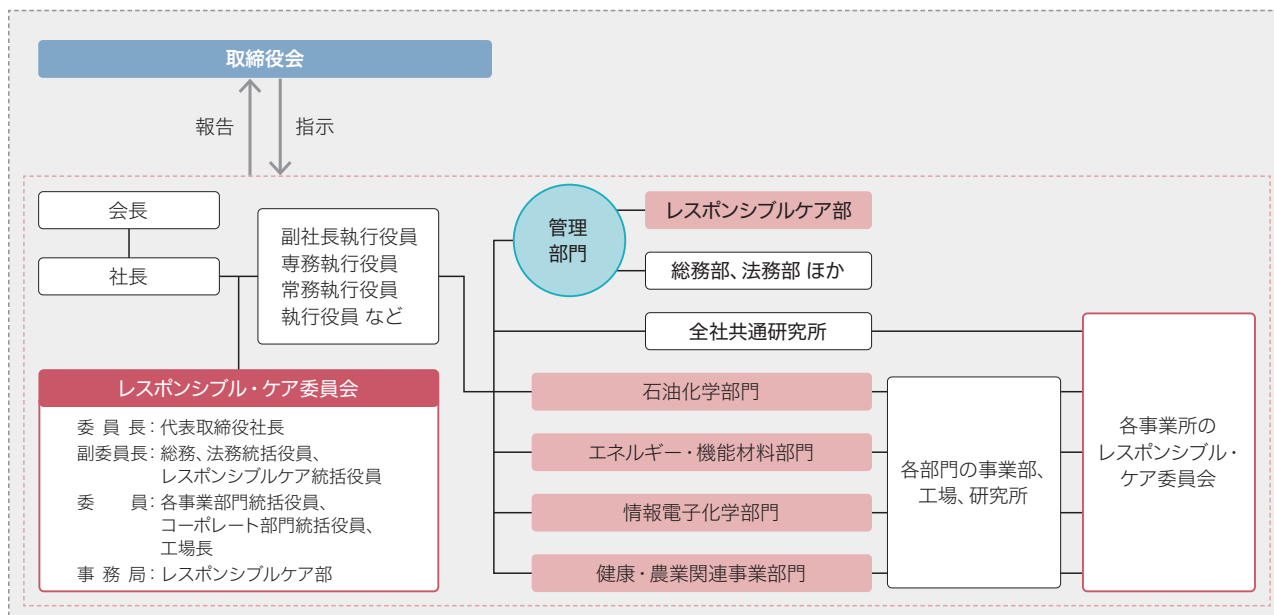 取締役会
報告
指示
会長
社長
副社長執行役員
専務執行役員
常務執行役員
執行役員 など
レスポンシブル・ケア委員会
委員長：代表取締役社長
副委員長：総務、法務統括役員、
レスポンシブルケア統括役員
委員：各事業部門統括役員、
コーポレート部門統括役員、
工場長
事務局：レスポンシブルケア部
管理
部門
レスポンシブルケア部
総務部、法務部 ほか
全社共通研究所
石油化学部門
エネルギー・機能材料部門
情報電子化学部門
健康・農業関連事業部門
各部門の事業部、
工場、研究所
各事業所の
レスポンシブル・
ケア委員会